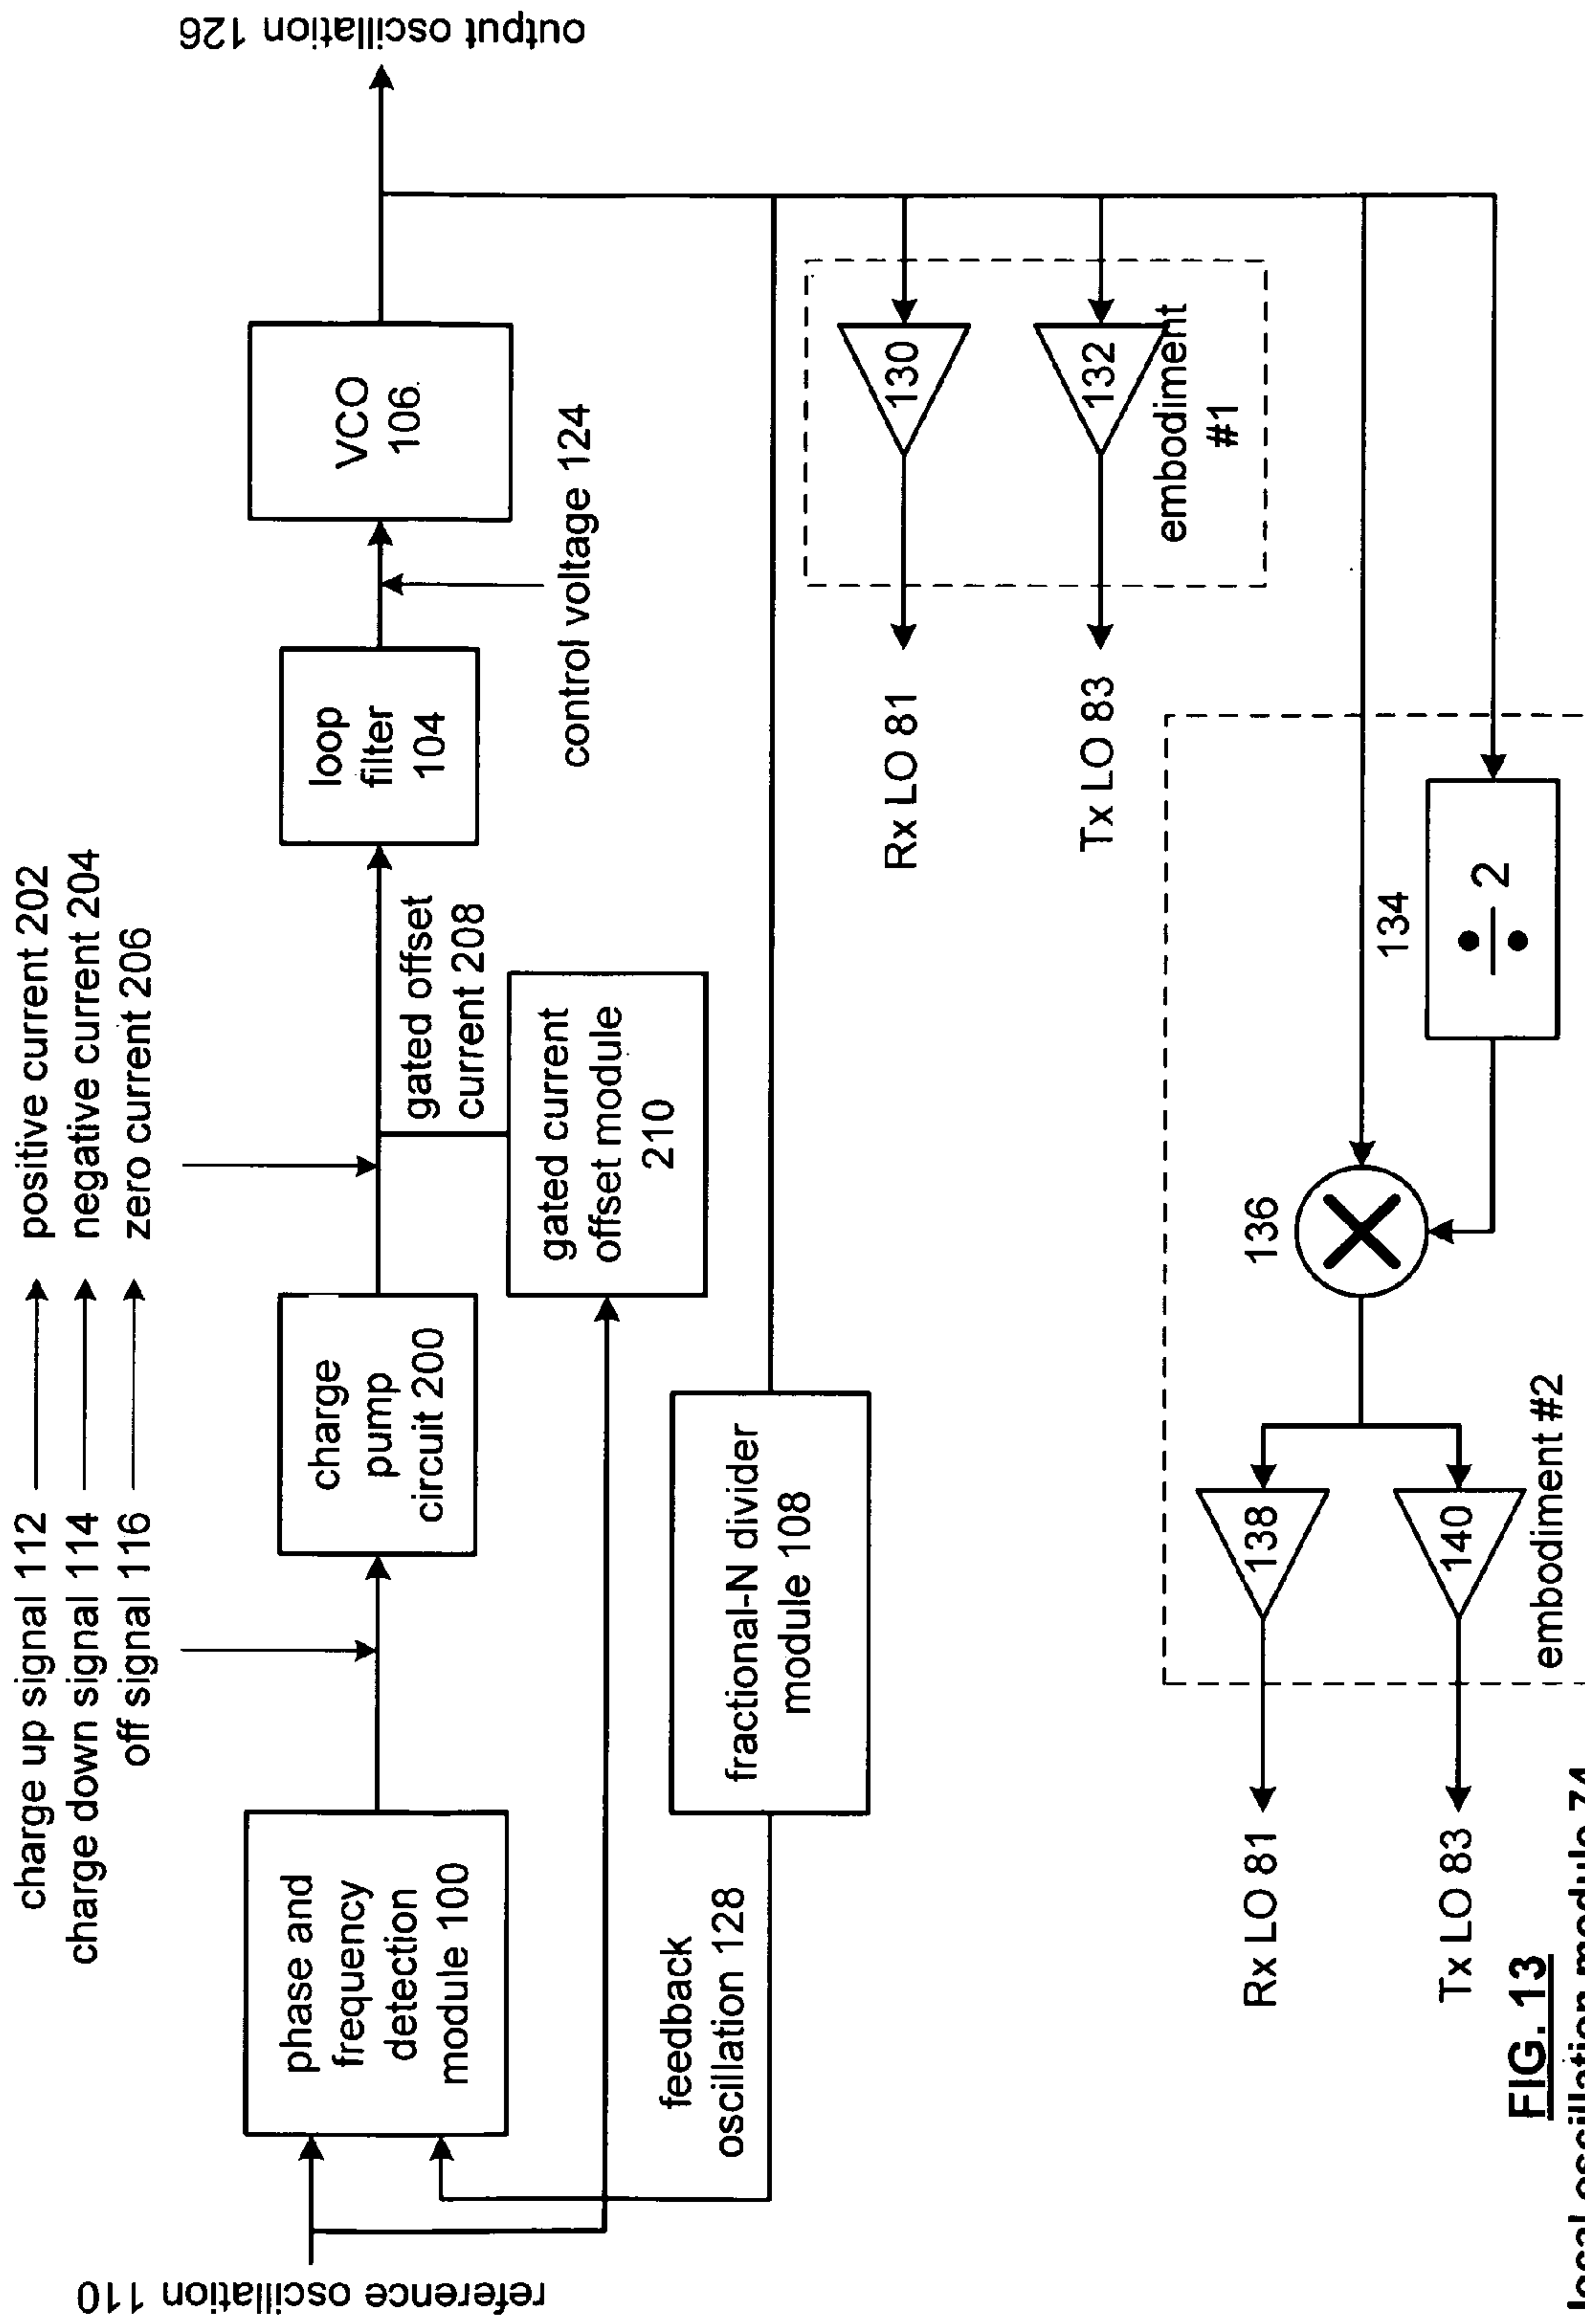 charge up signal 112
positive current 202
charge down signal 114
negative current 204
off signal 116
zero current 206
reference oscillation 110
phase and
frequency
detection
module 100
charge
pump
circuit 200
gated offset
current 208
gated current
offset module
210
loop
filter
104
control voltage 124
VCO
106
output oscillation 126
feedback
oscillation 128
fractional-N divider
module 108
Rx LO 81
130
Tx LO 83
132
embodiment
#1
136
134
2
138
140
Rx LO 81
Tx LO 83
embodiment #2
FIG. 13
local oscillation module 74